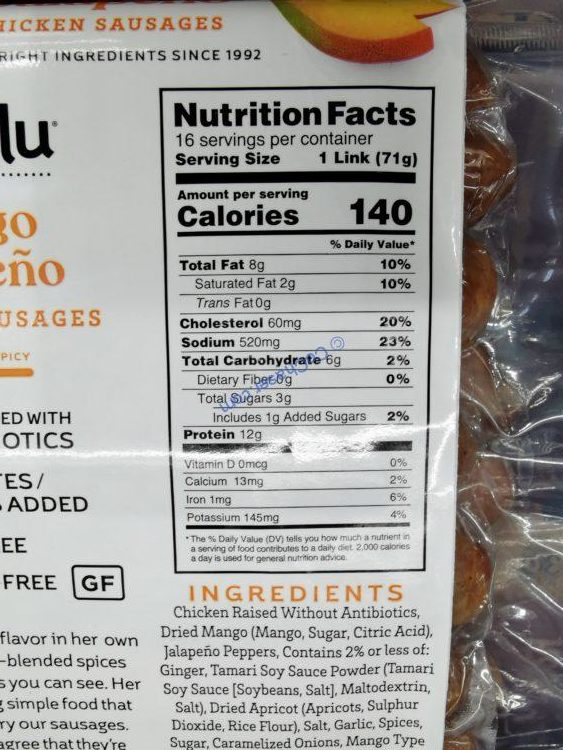 HICKEN SAUSAGES
RIGHT INGREDIENTS SINCE 1992
lu®
go
eño
USAGES
PICY
ED WITH
OTICS
TES/
ADDED
EE
-FREE GF
flavor in her own
-blended spices
s you can see. Her
g simple food that
ry our sausages.
agree that they're
Nutrition Facts
16 servings per container
Serving Size 1 Link (71g)
Amount per serving
Calories 140
% Daily Value*
Total Fat 8g 10%
Saturated Fat 2g 10%
Trans Fat 0g
Cholesterol 60mg 20%
Sodium 520mg 23%
Total Carbohydrate 6g 2%
Dietary Fiber 0g 0%
Total Sugars 3g
Includes 1g Added Sugars 2%
Protein 12g
Vitamin D 0mcg 0%
Calcium 13mg 2%
Iron 1mg 6%
Potassium 145mg 4%
*The % Daily Value (DV) tells you how much a nutrient in
a serving of food contributes to a daily diet. 2,000 calories
a day is used for general nutrition advice.
INGREDIENTS
Chicken Raised Without Antibiotics,
Dried Mango (Mango, Sugar, Citric Acid),
Jalapeño Peppers, Contains 2% or less of:
Ginger, Tamari Soy Sauce Powder (Tamari
Soy Sauce [Soybeans, Salt], Maltodextrin,
Salt), Dried Apricot (Apricots, Sulphur
Dioxide, Rice Flour), Salt, Garlic, Spices,
Sugar, Caramelized Onions, Mango Type